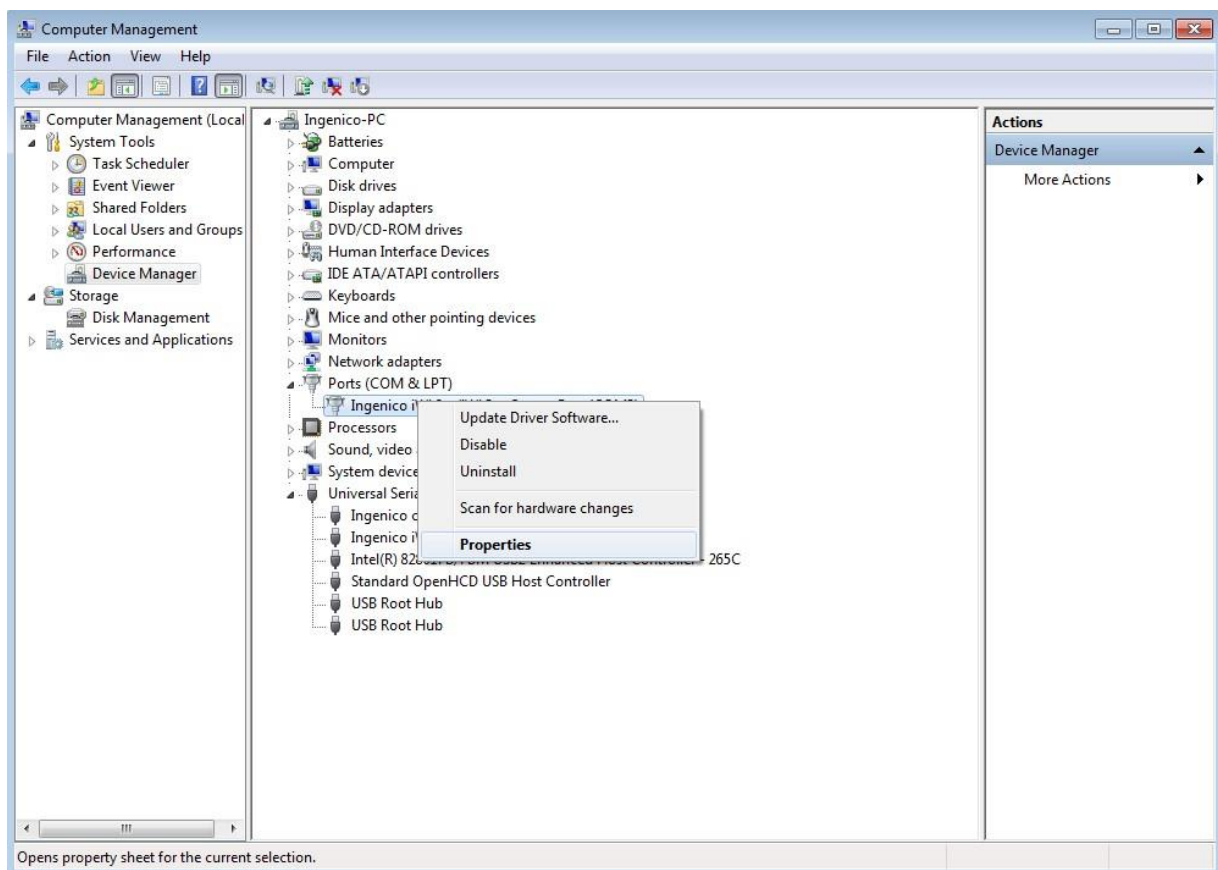 Computer Management
File Action View Help
Computer Management (Local
System Tools
Task Scheduler
Event Viewer
Shared Folders
Local Users and Groups
Performance
Device Manager
Storage
Disk Management
Services and Applications
Ingenico-PC
Batteries
Computer
Disk drives
Display adapters
DVD/CD-ROM drives
Human Interface Devices
IDE ATA/ATAPI controllers
Keyboards
Mice and other pointing devices
Monitors
Network adapters
Ports (COM & LPT)
Ingenico
Processors
Sound, video
System device
Universal Seria
Ingenico c
Ingenico
Intel(R) Enhanced Host Controller - 265C
Standard OpenHCD USB Host Controller
USB Root Hub
USB Root Hub
Update Driver Software...
Disable
Uninstall
Scan for hardware changes
Properties
Actions
Device Manager
More Actions
Opens property sheet for the current selection.